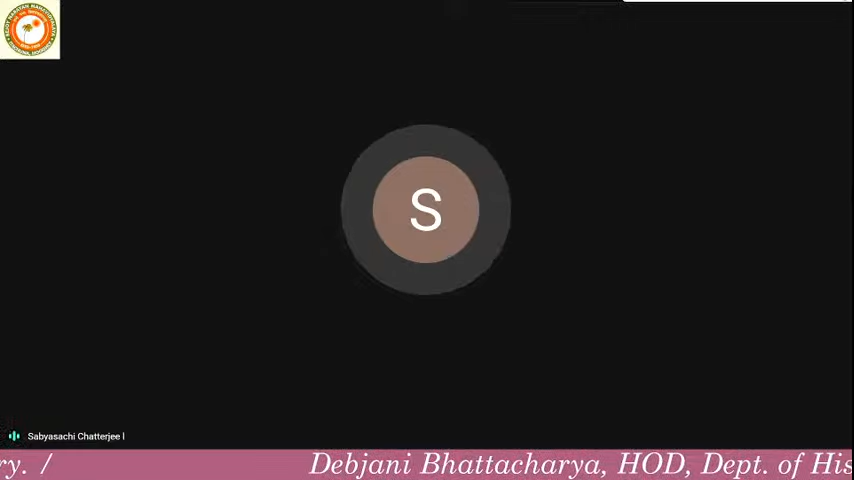 S
Sabyasachi Chatterjee I
ry. / Debjani Bhattacharya, HOD, Dept. of His